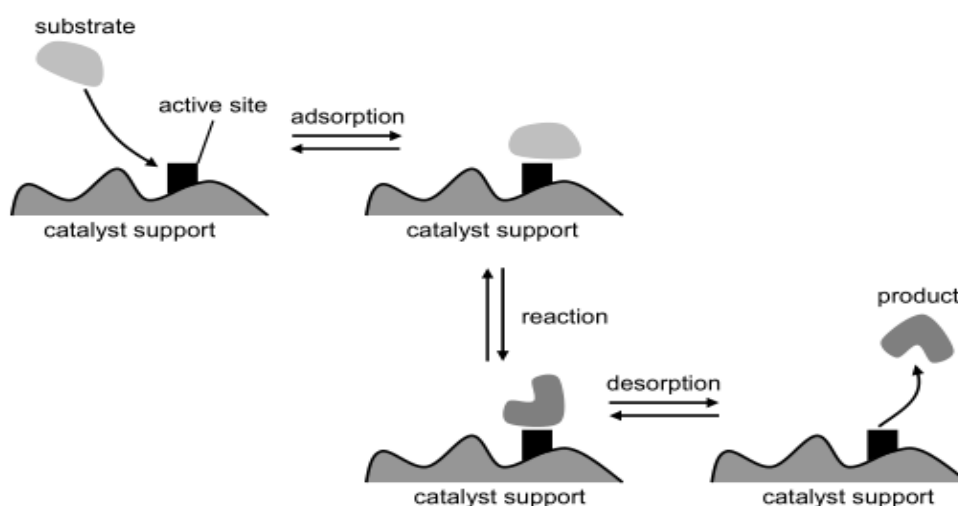 substrate
active site
adsorption
catalyst support
catalyst support
reaction
product
desorption
catalyst support
catalyst support